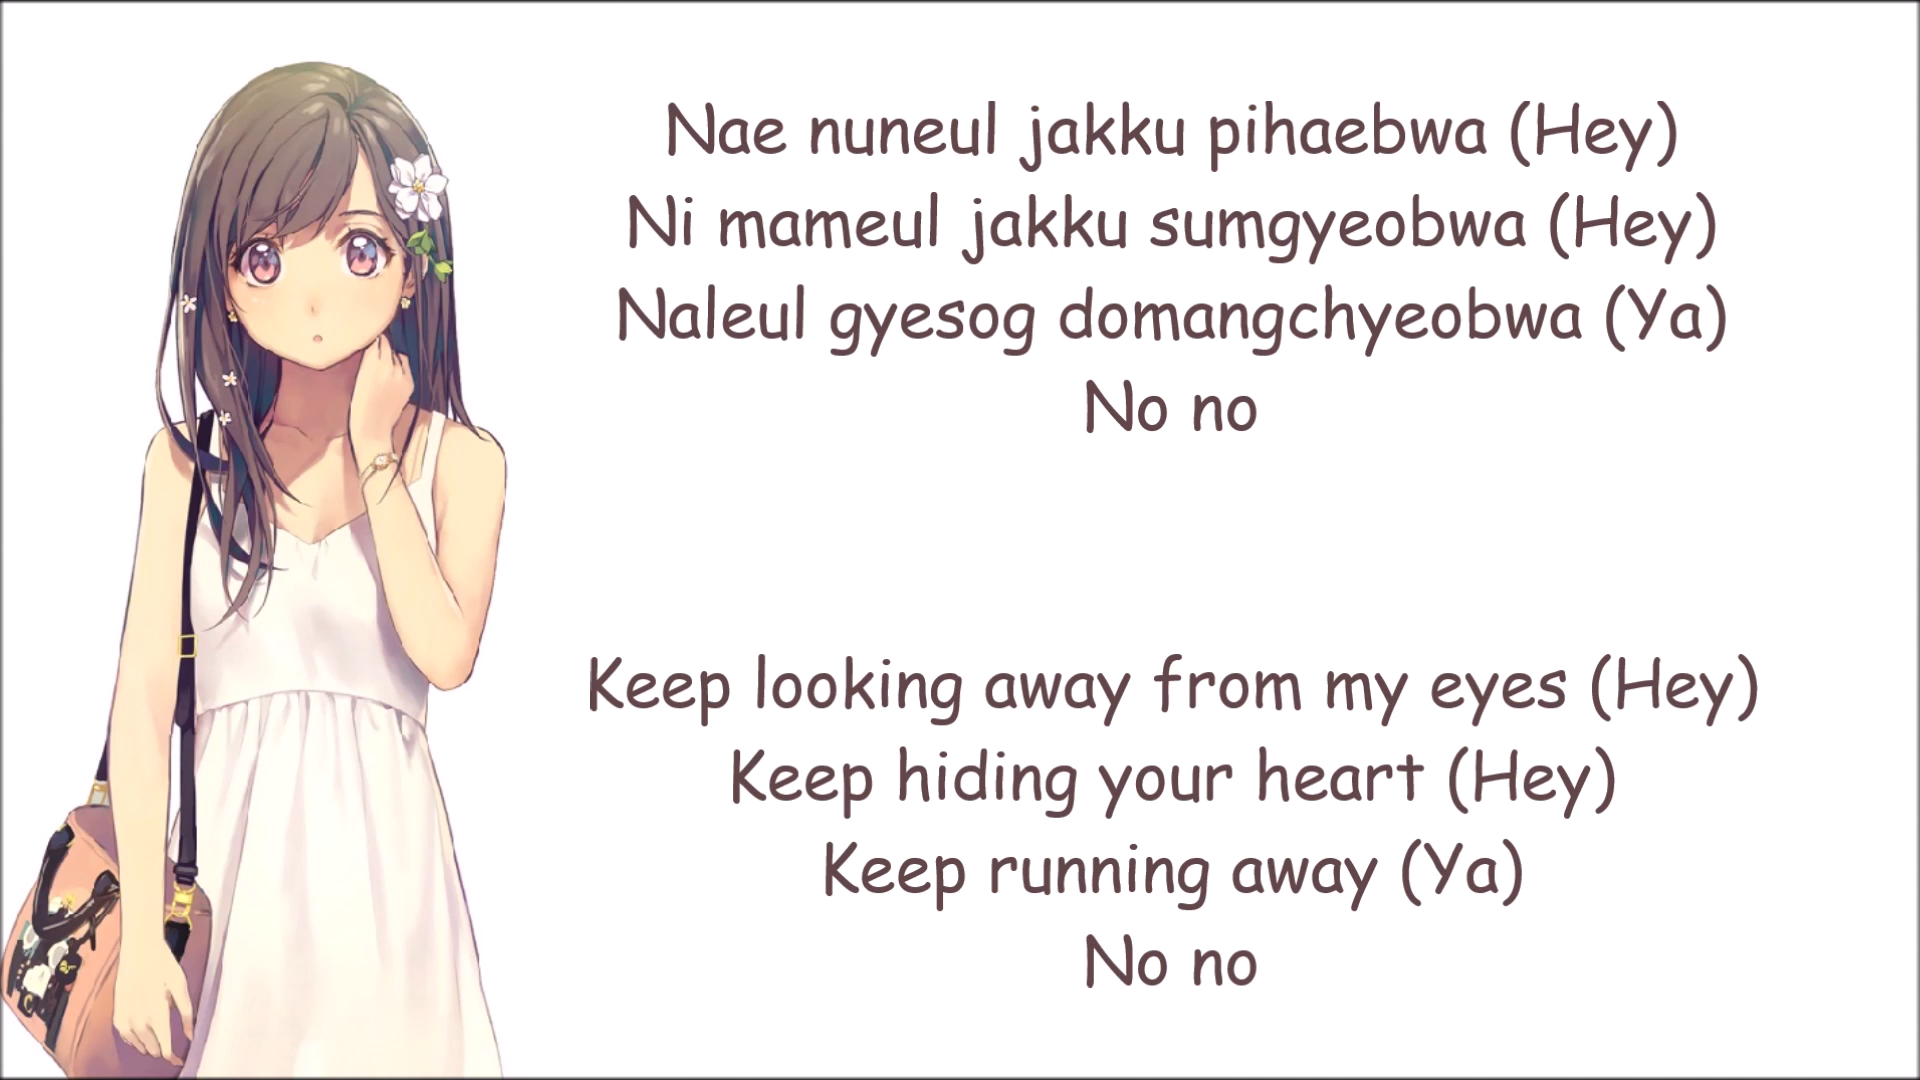 Nae nuneul jakku pihaebwa (Hey)
Ni mameul jakku sumgyeobwa (Hey)
Naleul gyesog domangchyeobwa (Ya)
No no
Keep looking away from my eyes (Hey)
Keep hiding your heart (Hey)
Keep running away (Ya)
No no